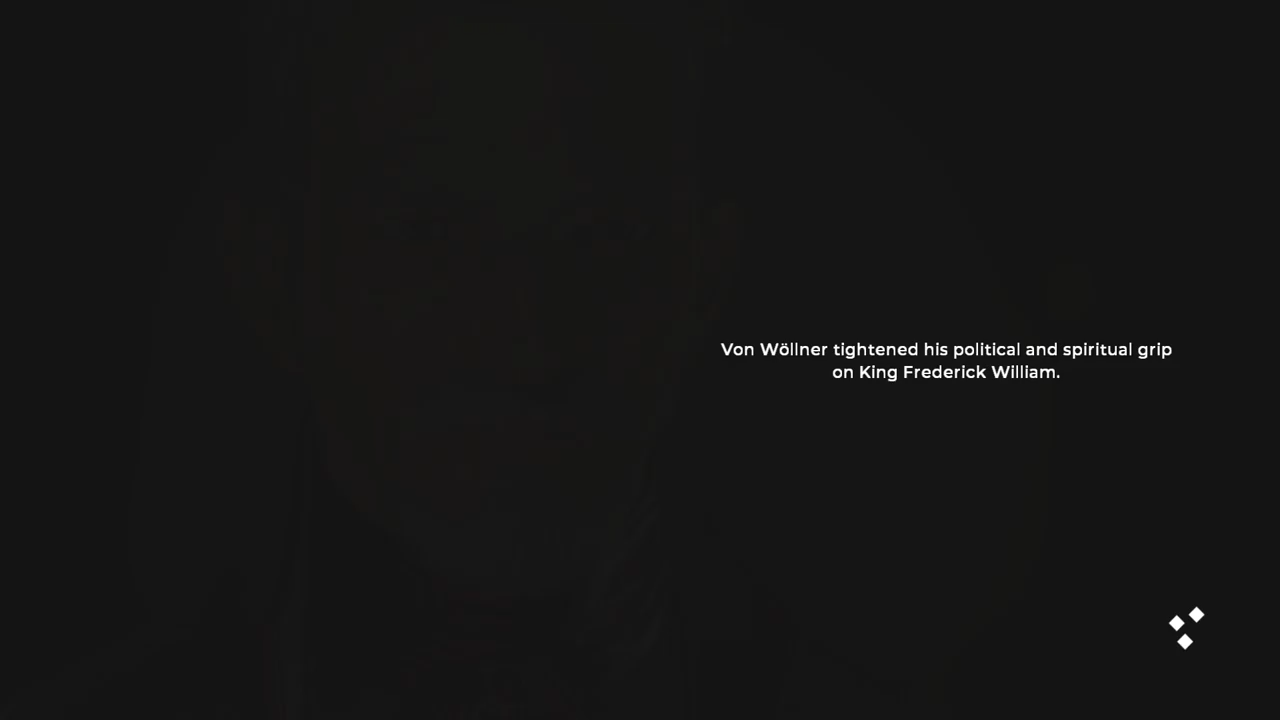 Von Wöllner tightened his political and spiritual grip
on King Frederick William.